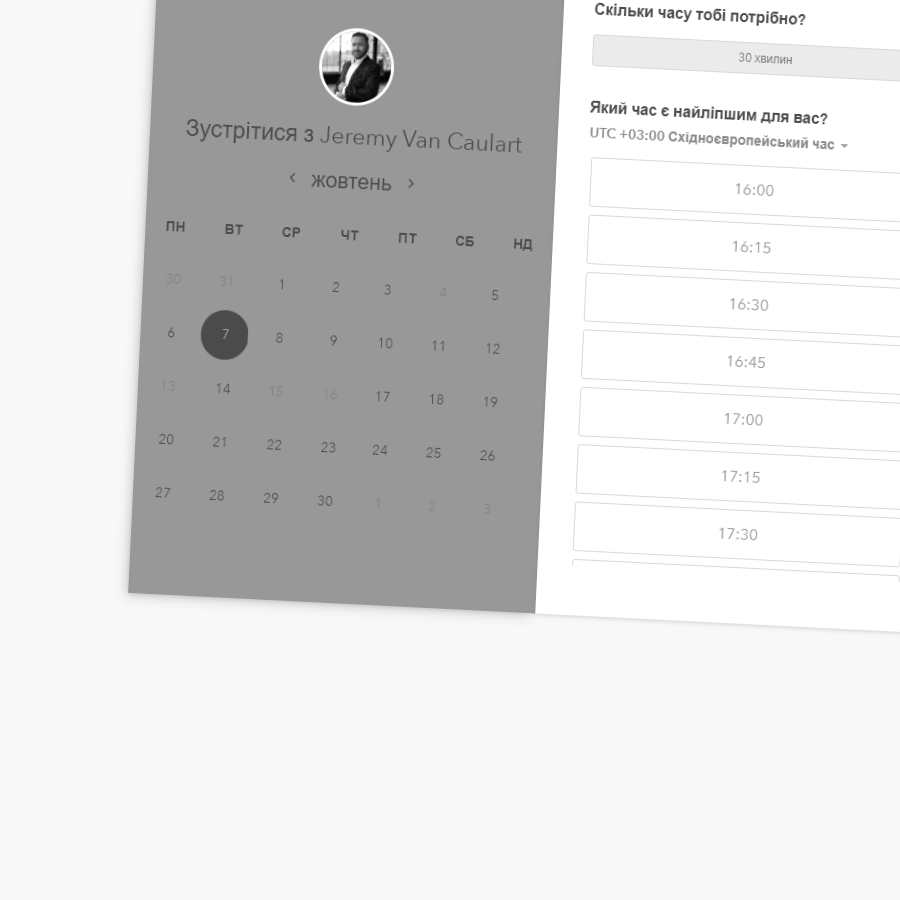 Зустрітися з Jeremy Van Caulart
‹ жовтень ›
ПН ВТ СР ЧТ ПТ СБ НД
30 31 1 2 3 4 5
6 7 8 9 10 11 12
13 14 15 16 17 18 19
20 21 22 23 24 25 26
27 28 29 30 1 2 3
Скільки часу тобі потрібно?
30 хвилин
Який час є найліпшим для вас?
UTC +03:00 Східноєвропейський час
16:00
16:15
16:30
16:45
17:00
17:15
17:30